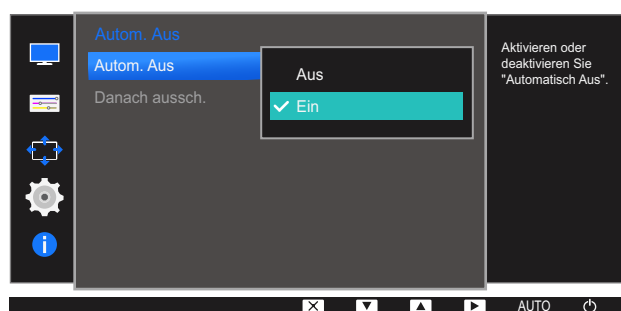 Autom. Aus
Autom. Aus
Danach aussch.
Aus
Ein
Aktivieren oder
deaktivieren Sie
"Automatisch Aus".
AUTO